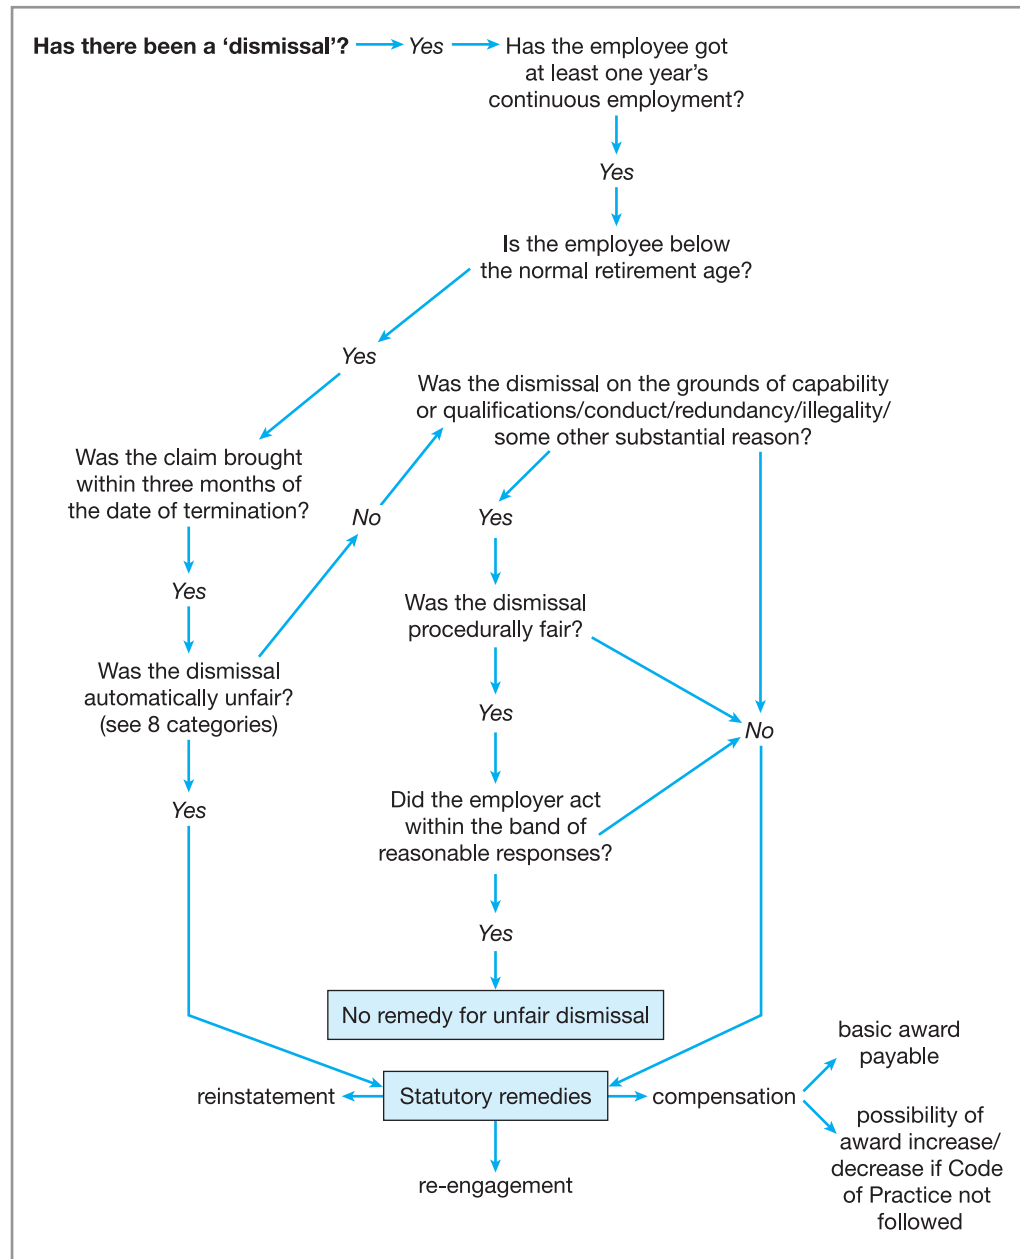 Has there been a ‘dismissal’?
Yes
Has the employee got
at least one year’s
continuous employment?
Yes
Is the employee below
the normal retirement age?
Yes
Was the claim brought
within three months of
the date of termination?
Yes
Was the dismissal
automatically unfair?
(see 8 categories)
No
Yes
Was the dismissal on the grounds of capability
or qualifications/conduct/redundancy/illegality/
some other substantial reason?
Yes
Was the dismissal
procedurally fair?
Yes
No
Did the employer act
within the band of
reasonable responses?
Yes
No remedy for unfair dismissal
Statutory remedies
reinstatement
re-engagement
compensation
basic award
payable
possibility of
award increase/
decrease if Code
of Practice not
followed